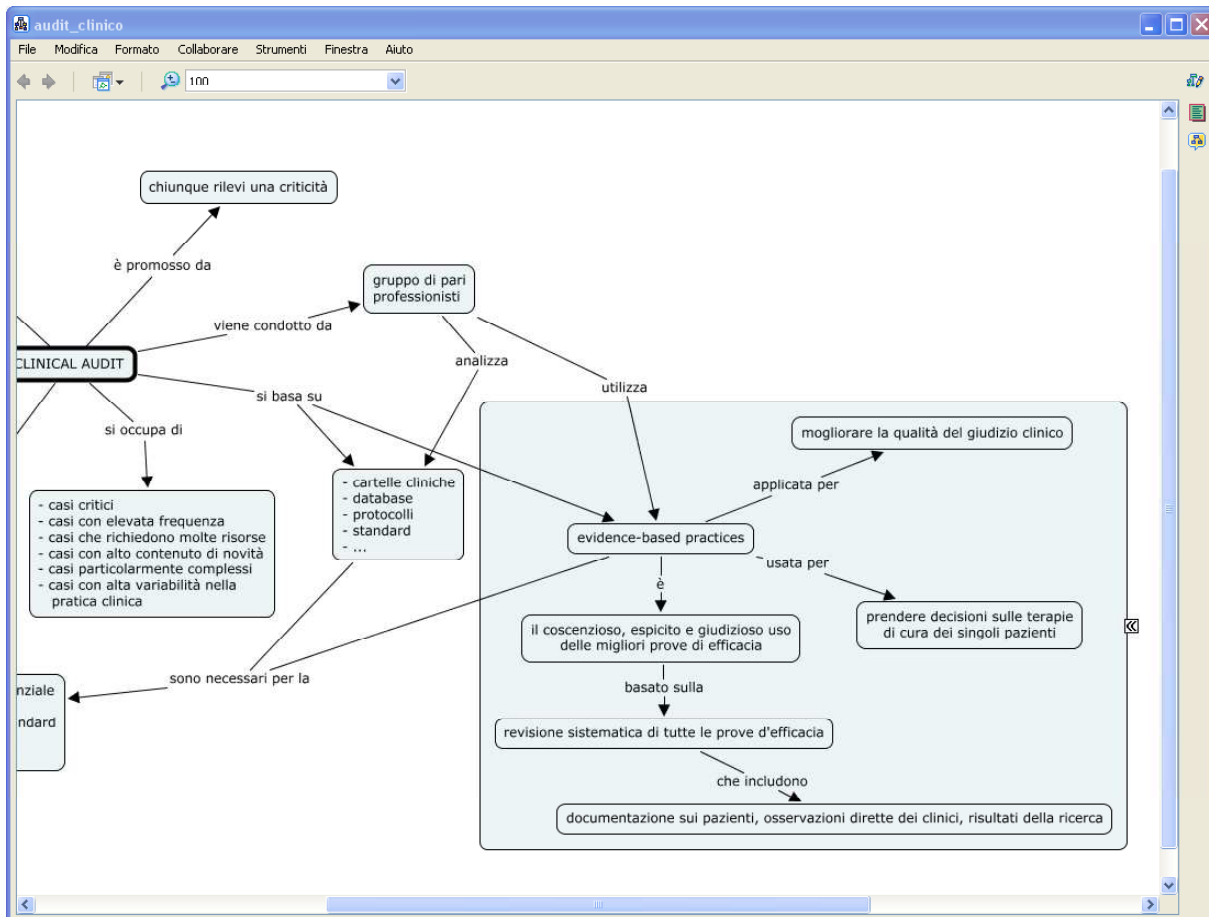 audit_clinico
File Modifica Formato Collaborare Strumenti Finestra Aiuto
100
chiunque rilevi una criticità
è promosso da
gruppo di pari
professionisti
viene condotto da
CLINICAL AUDIT
analizza
utilizza
si basa su
si occupa di
mogliorare la qualità del giudizio clinico
applicata per
- cartelle cliniche
- database
- protocolli
- standard
- ...
- casi critici
- casi con elevata frequenza
- casi che richiedono molte risorse
- casi con alto contenuto di novità
- casi particolarmente complessi
- casi con alta variabilità nella
pratica clinica
evidence-based practices
usata per
è
prendere decisioni sulle terapie
di cura dei singoli pazienti
il coscenzioso, espicito e giudizioso uso
delle migliori prove di efficacia
sono necessari per la
basato sulla
nziale
ndard
revisione sistematica di tutte le prove d'efficacia
che includono
documentazione sui pazienti, osservazioni dirette dei clinici, risultati della ricerca